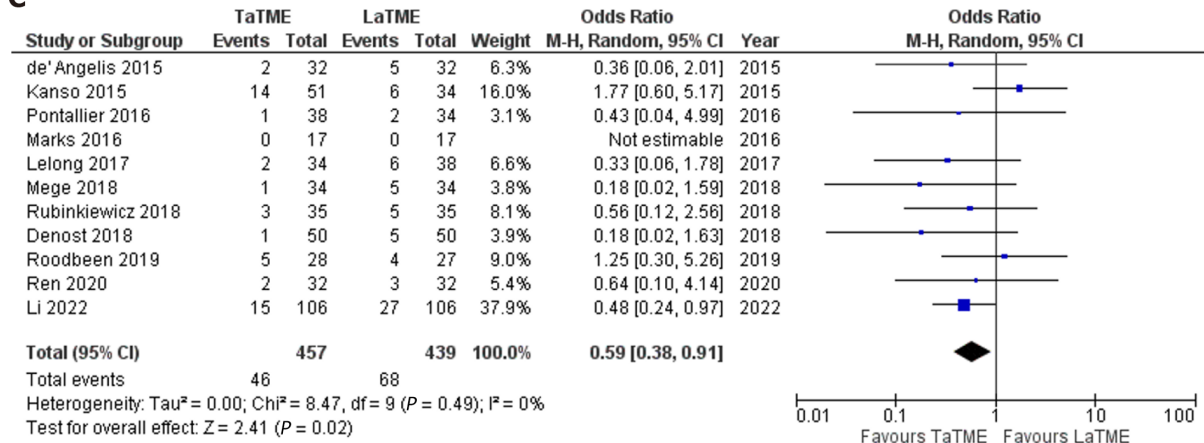 C
TaTME LaTME Odds Ratio Odds Ratio
Study or Subgroup Events Total Events Total Weight M-H, Random, 95% CI Year M-H, Random, 95% CI
de' Angelis 2015 2 32 5 32 6.3% 0.36 [0.06, 2.01] 2015
Kanso 2015 14 51 6 34 16.0% 1.77 [0.60, 5.17] 2015
Pontallier 2016 1 38 2 34 3.1% 0.43 [0.04, 4.99] 2016
Marks 2016 0 17 0 17 Not estimable 2016
Lelong 2017 2 34 6 38 6.6% 0.33 [0.06, 1.78] 2017
Mege 2018 1 34 5 34 3.8% 0.18 [0.02, 1.59] 2018
Rubinkiewicz 2018 3 35 5 35 8.1% 0.56 [0.12, 2.56] 2018
Denost 2018 1 50 5 50 3.9% 0.18 [0.02, 1.63] 2018
Roodbeen 2019 5 28 4 27 9.0% 1.25 [0.30, 5.26] 2019
Ren 2020 2 32 3 32 5.4% 0.64 [0.10, 4.14] 2020
Li 2022 15 106 27 106 37.9% 0.48 [0.24, 0.97] 2022
Total (95% CI) 457 439 100.0% 0.59 [0.38, 0.91]
Total events 46 68
Heterogeneity: Tau² = 0.00; Chi² = 8.47, df = 9 (P = 0.49); I² = 0%
Test for overall effect: Z = 2.41 (P = 0.02)
0.01 0.1 1 10 100
Favours TaTME Favours LaTME